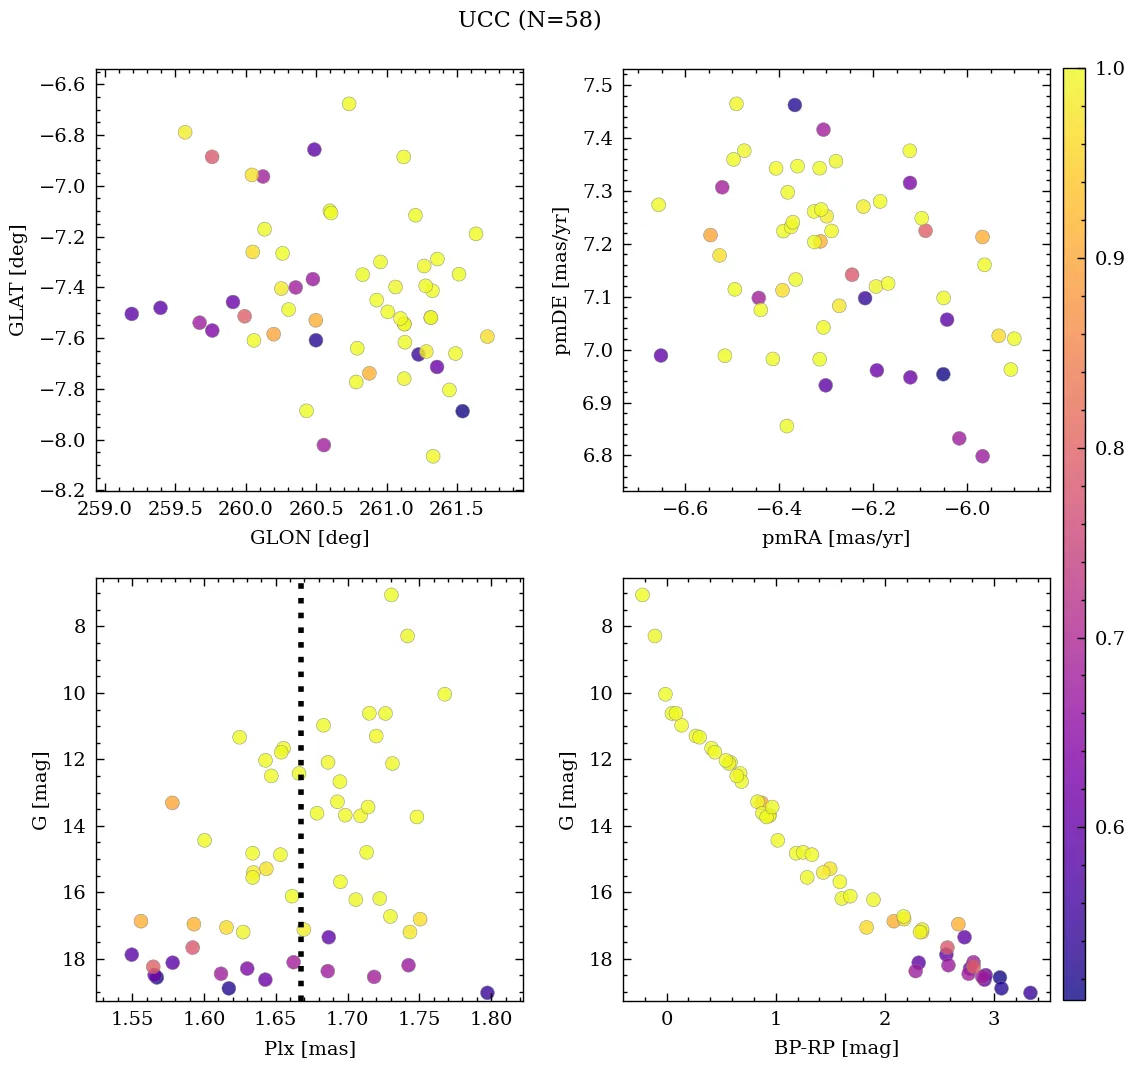 UCC (N=58)
−6.6
−6.8
−7.0
−7.2
−7.4
−7.6
−7.8
−8.0
−8.2
GLAT [deg]
259.0 259.5 260.0 260.5 261.0 261.5
GLON [deg]
7.5
7.4
7.3
7.2
7.1
7.0
6.9
6.8
pmDE [mas/yr]
−6.6 −6.4 −6.2 −6.0
pmRA [mas/yr]
1.0
0.9
0.8
0.7
0.6
8
10
12
14
16
18
G [mag]
1.55 1.60 1.65 1.70 1.75 1.80
Plx [mas]
8
10
12
14
16
18
G [mag]
0 1 2 3
BP-RP [mag]